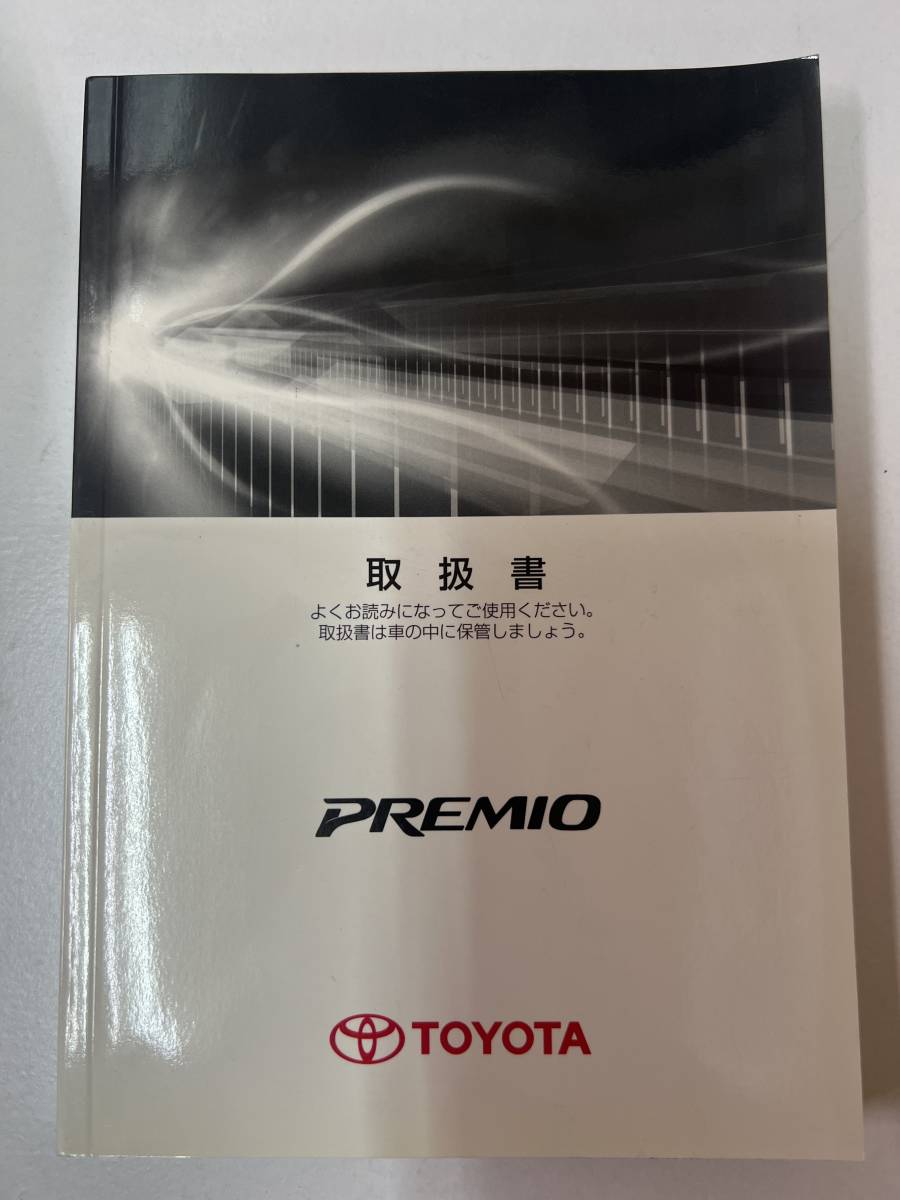 取扱書
よくお読みになってご使用ください。
取扱書は車の中に保管しましょう。
PREMIO
TOYOTA